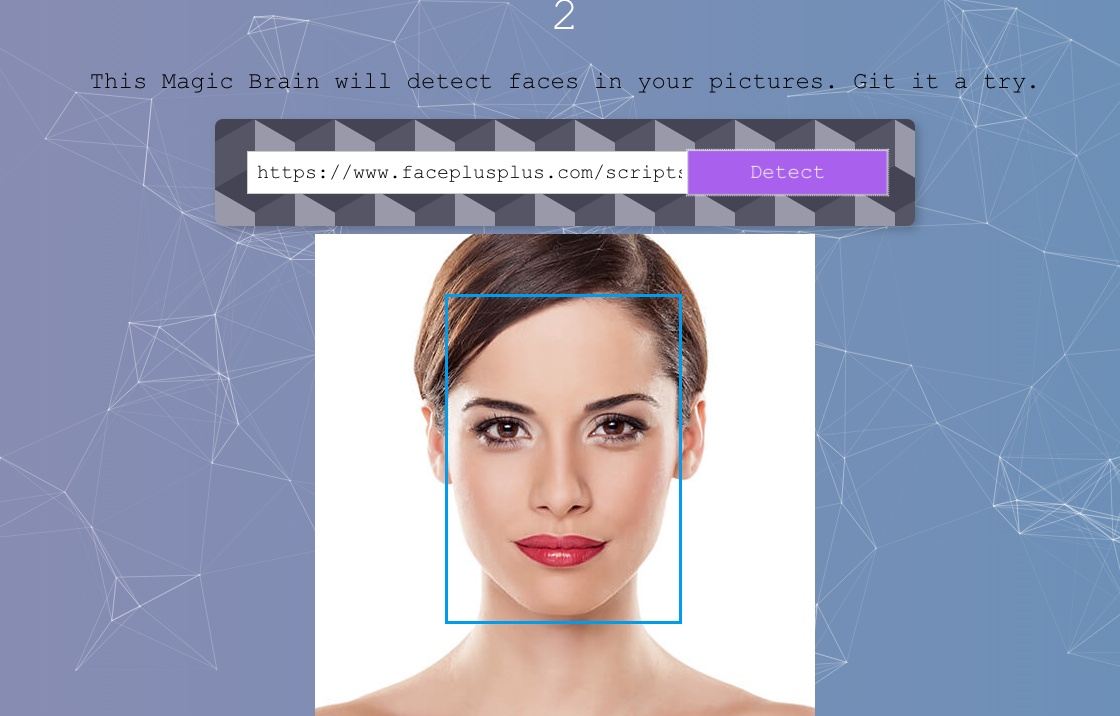 2
This Magic Brain will detect faces in your pictures. Git it a try.
https://www.faceplusplus.com/scripts
Detect